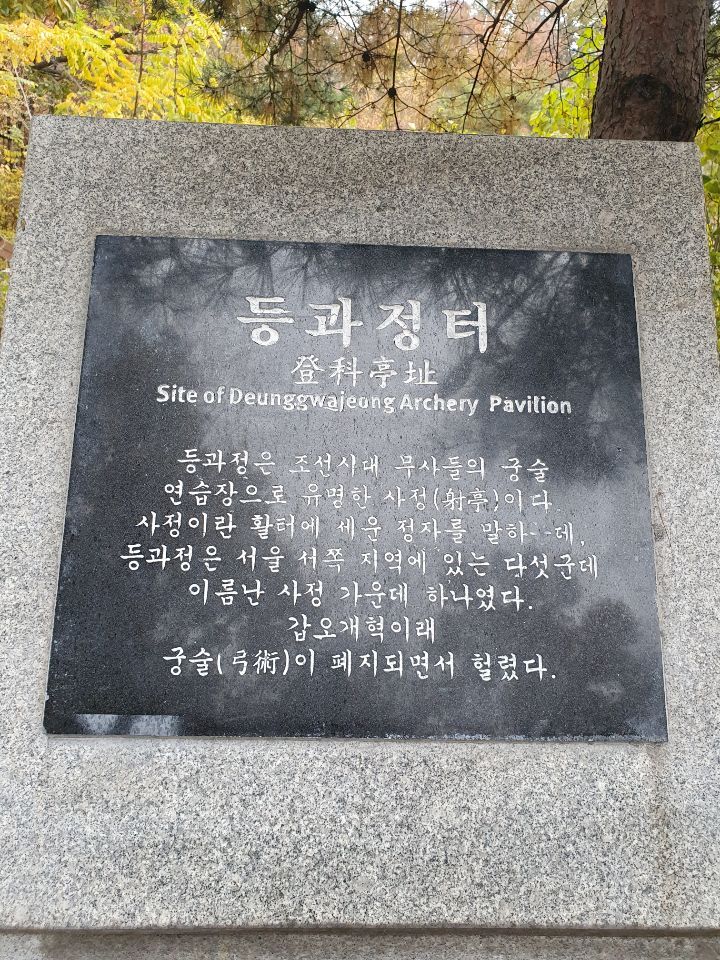 등과정터
登科亭址
Site of Deunggwajeong Archery Pavilion
등과정은 조선시대 무사들의 궁술
연습장으로 유명한 사정(射亭)이다
사정이란 활터에 세운 정자를 말하 데,
등과정은 서울 서쪽 지역에 있는 다섯군데
이름난 사정 가운데 하나였다.
갑오개혁이래
궁술(弓術)이 폐지되면서 헐렸다.